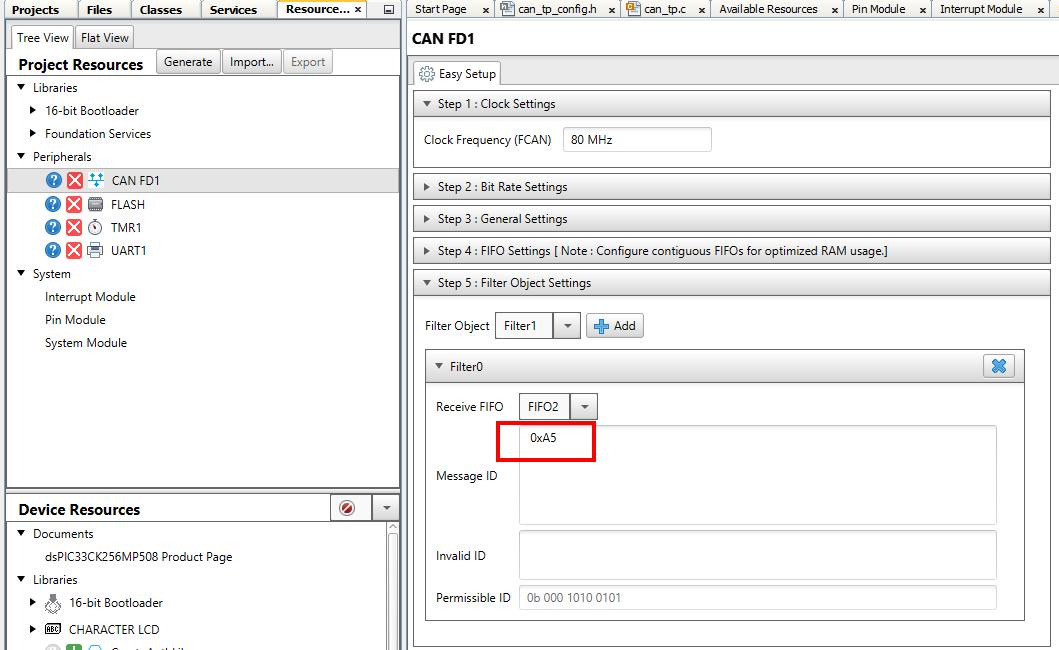 Projects
Files
Classes
Services
Resource... ×
Tree View
Flat View
Project Resources
Generate
Import...
Export
Libraries
16-bit Bootloader
Foundation Services
Peripherals
CAN FD1
FLASH
TMR1
UART1
System
Interrupt Module
Pin Module
System Module
Device Resources
Documents
dsPIC33CK256MP508 Product Page
Libraries
16-bit Bootloader
ABC CHARACTER LCD
Start Page ×
can_tp_config.h ×
can_tp.c ×
Available Resources ×
Pin Module ×
Interrupt Module ×
CAN FD1
Easy Setup
Step 1 : Clock Settings
Clock Frequency (FCAN) 80 MHz
Step 2 : Bit Rate Settings
Step 3 : General Settings
Step 4 : FIFO Settings [ Note : Configure contiguous FIFOs for optimized RAM usage.]
Step 5 : Filter Object Settings
Filter Object Filter1 Add
Filter0
Receive FIFO FIFO2
0xA5
Message ID
Invalid ID
Permissible ID 0b 000 1010 0101